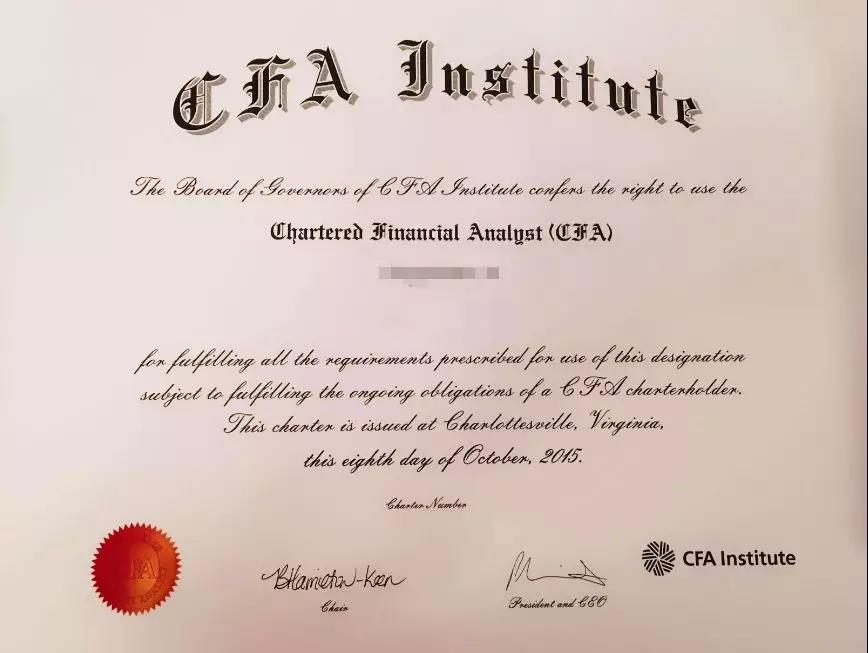 CFA Institute
The Board of Governors of CFA Institute confers the right to use the
Chartered Financial Analyst (CFA)
for fulfilling all the requirements prescribed for use of this designation
subject to fulfilling the ongoing obligations of a CFA charterholder.
This charter is issued at Charlottesville, Virginia,
this eighth day of October, 2015.
Charter Number
CFA Institute
BHamilton-Keen
Chair
President and CEO